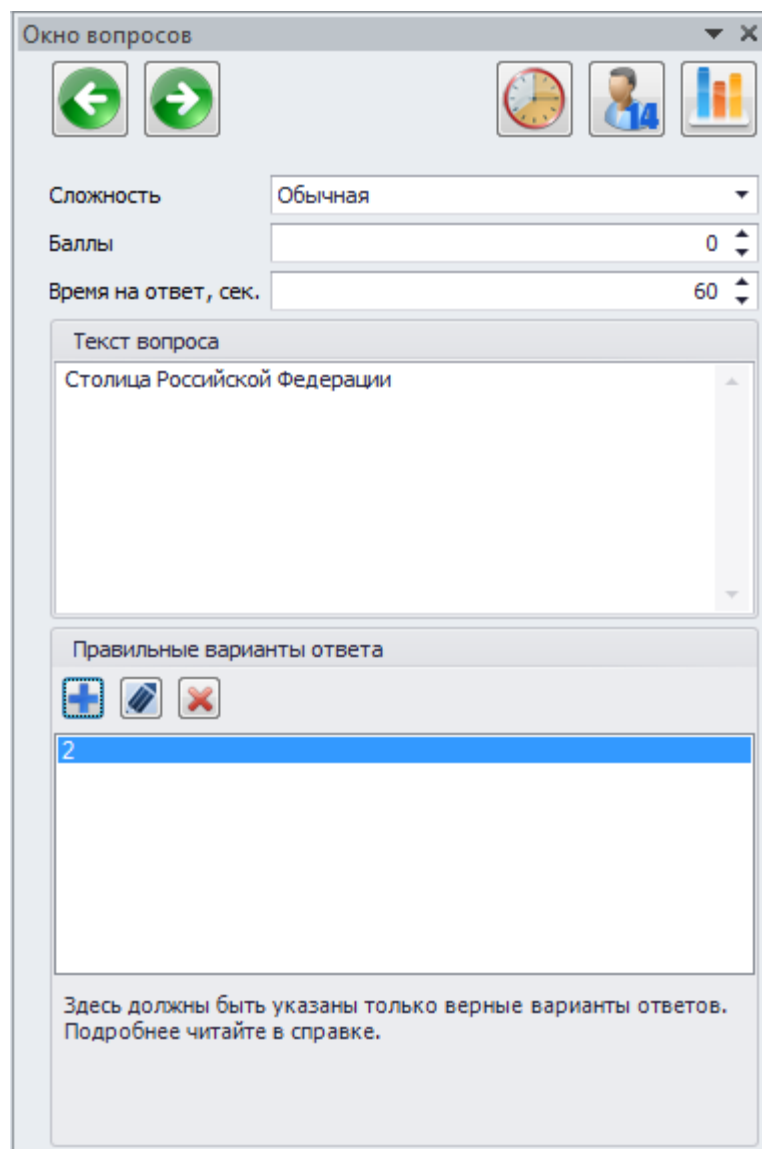 Окно вопросов
14
Сложность Обычная
Баллы 0
Время на ответ, сек. 60
Текст вопроса
Столица Российской Федерации
Правильные варианты ответа
2
Здесь должны быть указаны только верные варианты ответов.
Подробнее читайте в справке.